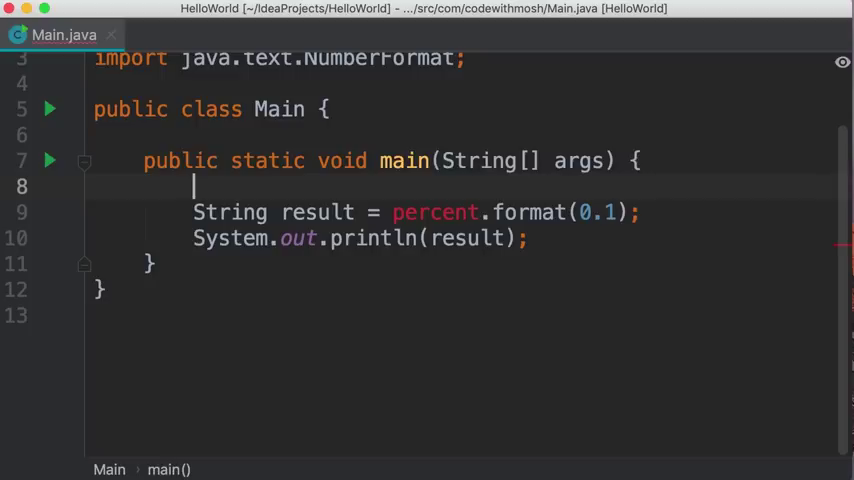 HelloWorld [~/IdeaProjects/HelloWorld] - .../src/com/codewithmosh/Main.java [HelloWorld]
Main.java
3 import java.text.NumberFormat;
4
5 public class Main {
6
7 public static void main(String[] args) {
8
9 String result = percent.format(0.1);
10 System.out.println(result);
11 }
12 }
13
Main › main()